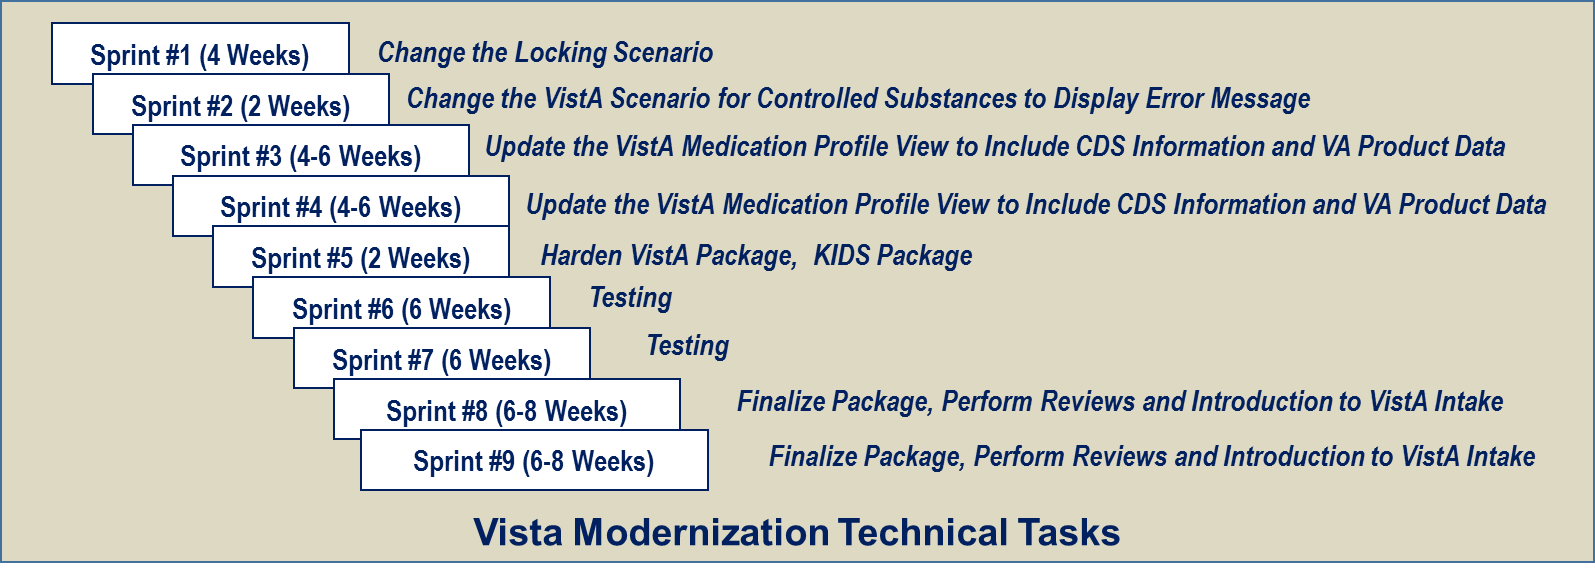 Sprint #1 (4 Weeks) Change the Locking Scenario
Sprint #2 (2 Weeks) Change the VistA Scenario for Controlled Substances to Display Error Message
Sprint #3 (4-6 Weeks) Update the VistA Medication Profile View to Include CDS Information and VA Product Data
Sprint #4 (4-6 Weeks) Update the VistA Medication Profile View to Include CDS Information and VA Product Data
Sprint #5 (2 Weeks) Harden VistA Package, KIDS Package
Sprint #6 (6 Weeks) Testing
Sprint #7 (6 Weeks) Testing
Sprint #8 (6-8 Weeks) Finalize Package, Perform Reviews and Introduction to VistA Intake
Sprint #9 (6-8 Weeks) Finalize Package, Perform Reviews and Introduction to VistA Intake
Vista Modernization Technical Tasks